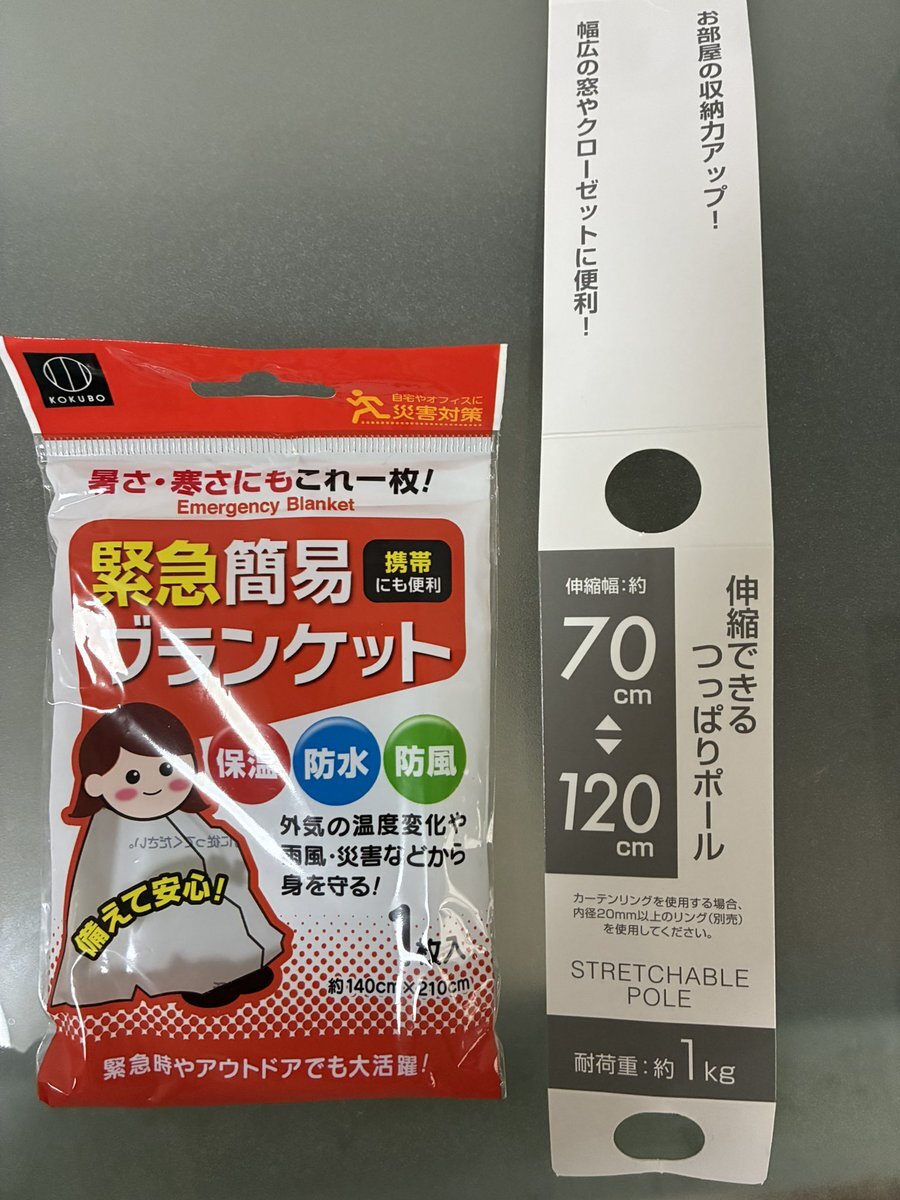 KOKUBO
自宅やオフィスに
災害対策
暑さ・寒さにもこれ一枚!
Emergency Blanket
緊急簡易
ブランケット
携帯
にも便利
保温
防水
防風
外気の温度変化や
雨風・災害などから
身を守る!
に従ってください。
備えて安心!
1枚入
約140cm×210cm
緊急時やアウトドアでも大活躍!
お部屋の収納力アップ!
幅広の窓やクローゼットに便利!
伸縮できる
つっぱりポール
伸縮幅:約
70
cm
120
cm
カーテンリングを使用する場合、
内径20mm以上のリング(別売)
を使用してください。
STRETCHABLE
POLE
耐荷重:約1kg